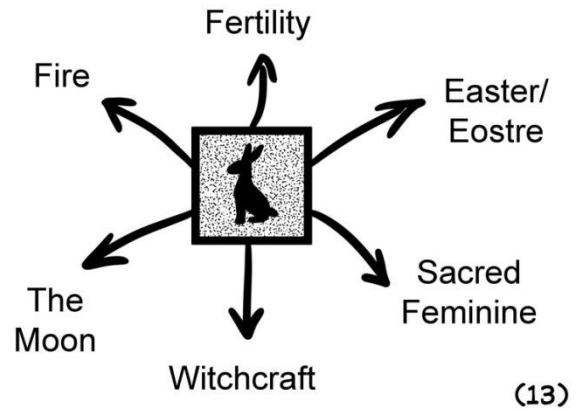 Fertility
Fire
Easter/
Eostre
The
Moon
Sacred
Feminine
Witchcraft
(13)